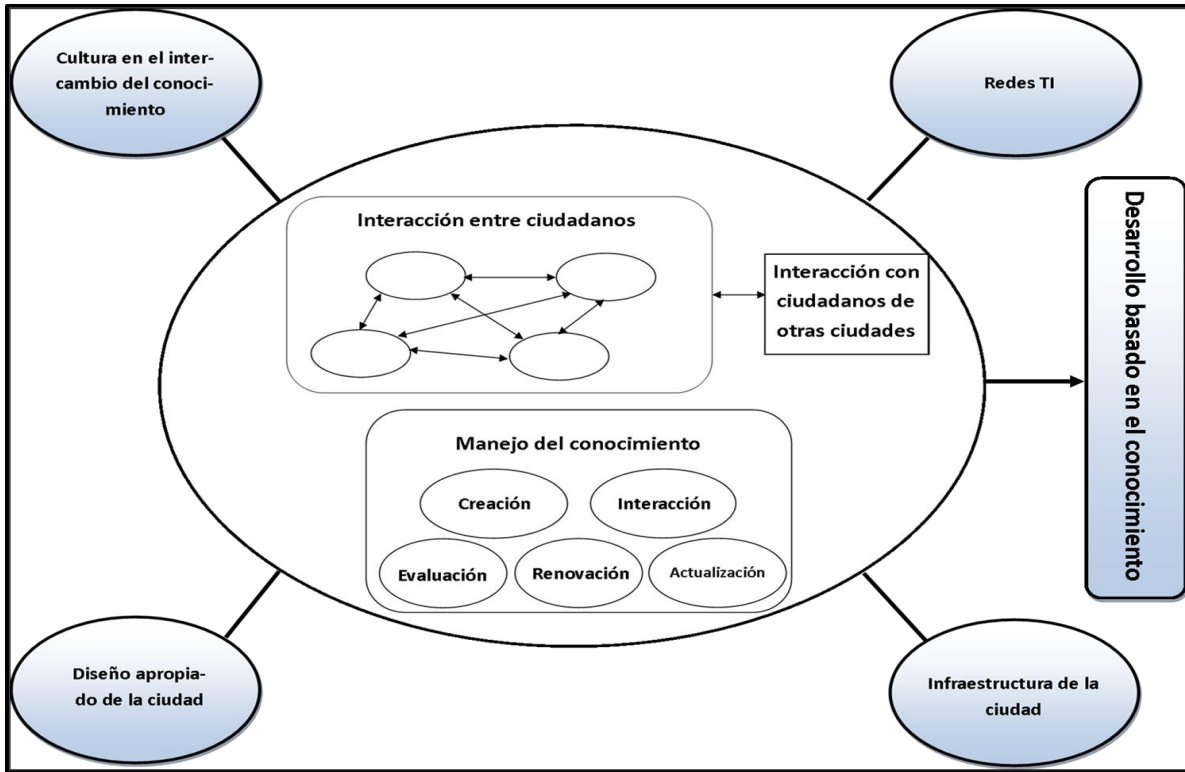 Cultura en el inter-
cambio del conoci-
miento
Redes TI
Interacción entre ciudadanos
Interacción con
ciudadanos de
otras ciudades
Desarrollo basado en el conocimiento
Manejo del conocimiento
Creación
Interacción
Evaluación
Renovación
Actualización
Diseño apropia-
do de la ciudad
Infraestructura de la
ciudad